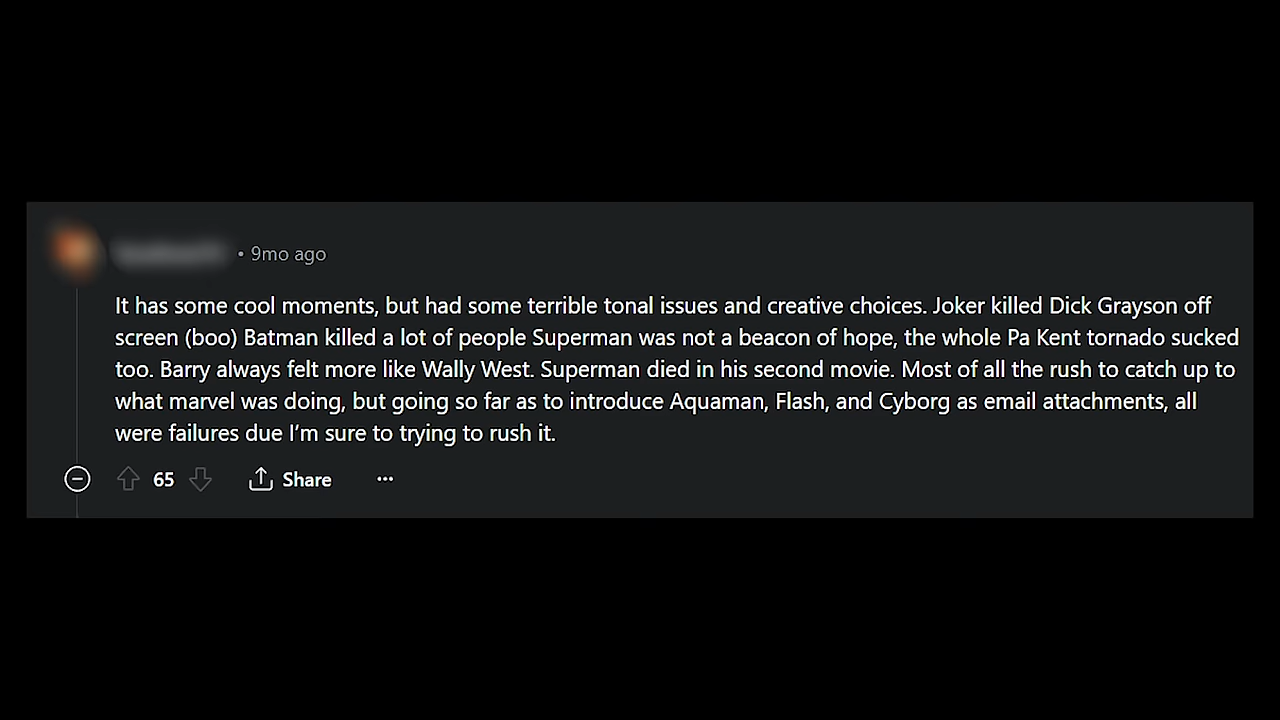 • 9mo ago
It has some cool moments, but had some terrible tonal issues and creative choices. Joker killed Dick Grayson off
screen (boo) Batman killed a lot of people Superman was not a beacon of hope, the whole Pa Kent tornado sucked
too. Barry always felt more like Wally West. Superman died in his second movie. Most of all the rush to catch up to
what marvel was doing, but going so far as to introduce Aquaman, Flash, and Cyborg as email attachments, all
were failures due I’m sure to trying to rush it.
65 Share ...